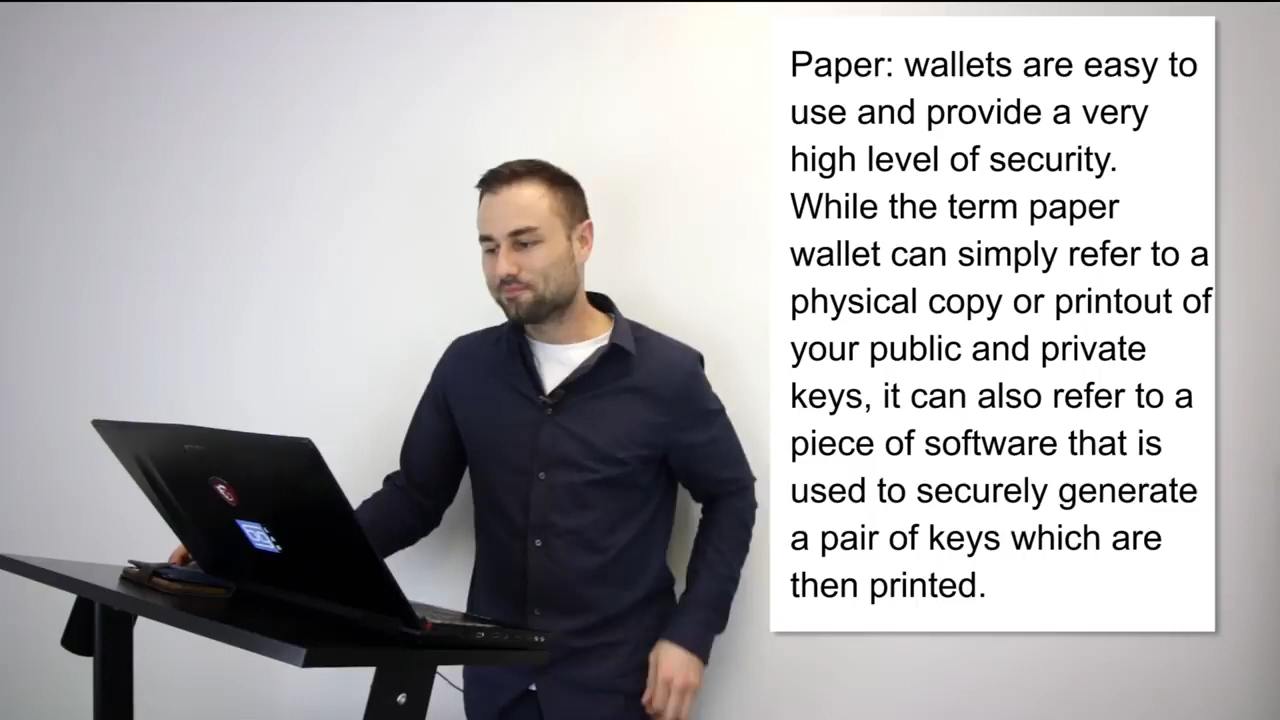 Paper: wallets are easy to
use and provide a very
high level of security.
While the term paper
wallet can simply refer to a
physical copy or printout of
your public and private
keys, it can also refer to a
piece of software that is
used to securely generate
a pair of keys which are
then printed.